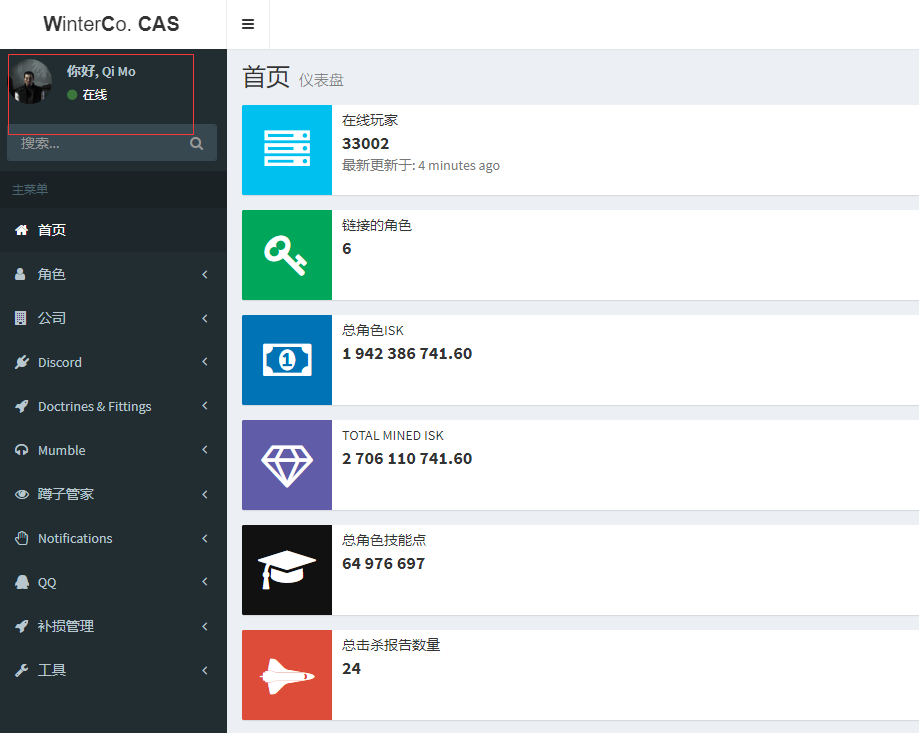 WinterCo. CAS
你好, Qi Mo
在线
搜索...
主菜单
首页
角色
公司
Discord
Doctrines & Fittings
Mumble
蹲子管家
Notifications
QQ
补损管理
工具
首页 仪表盘
在线玩家
33002
最新更新于: 4 minutes ago
链接的角色
6
总角色ISK
1 942 386 741.60
TOTAL MINED ISK
2 706 110 741.60
总角色技能点
64 976 697
总击杀报告数量
24